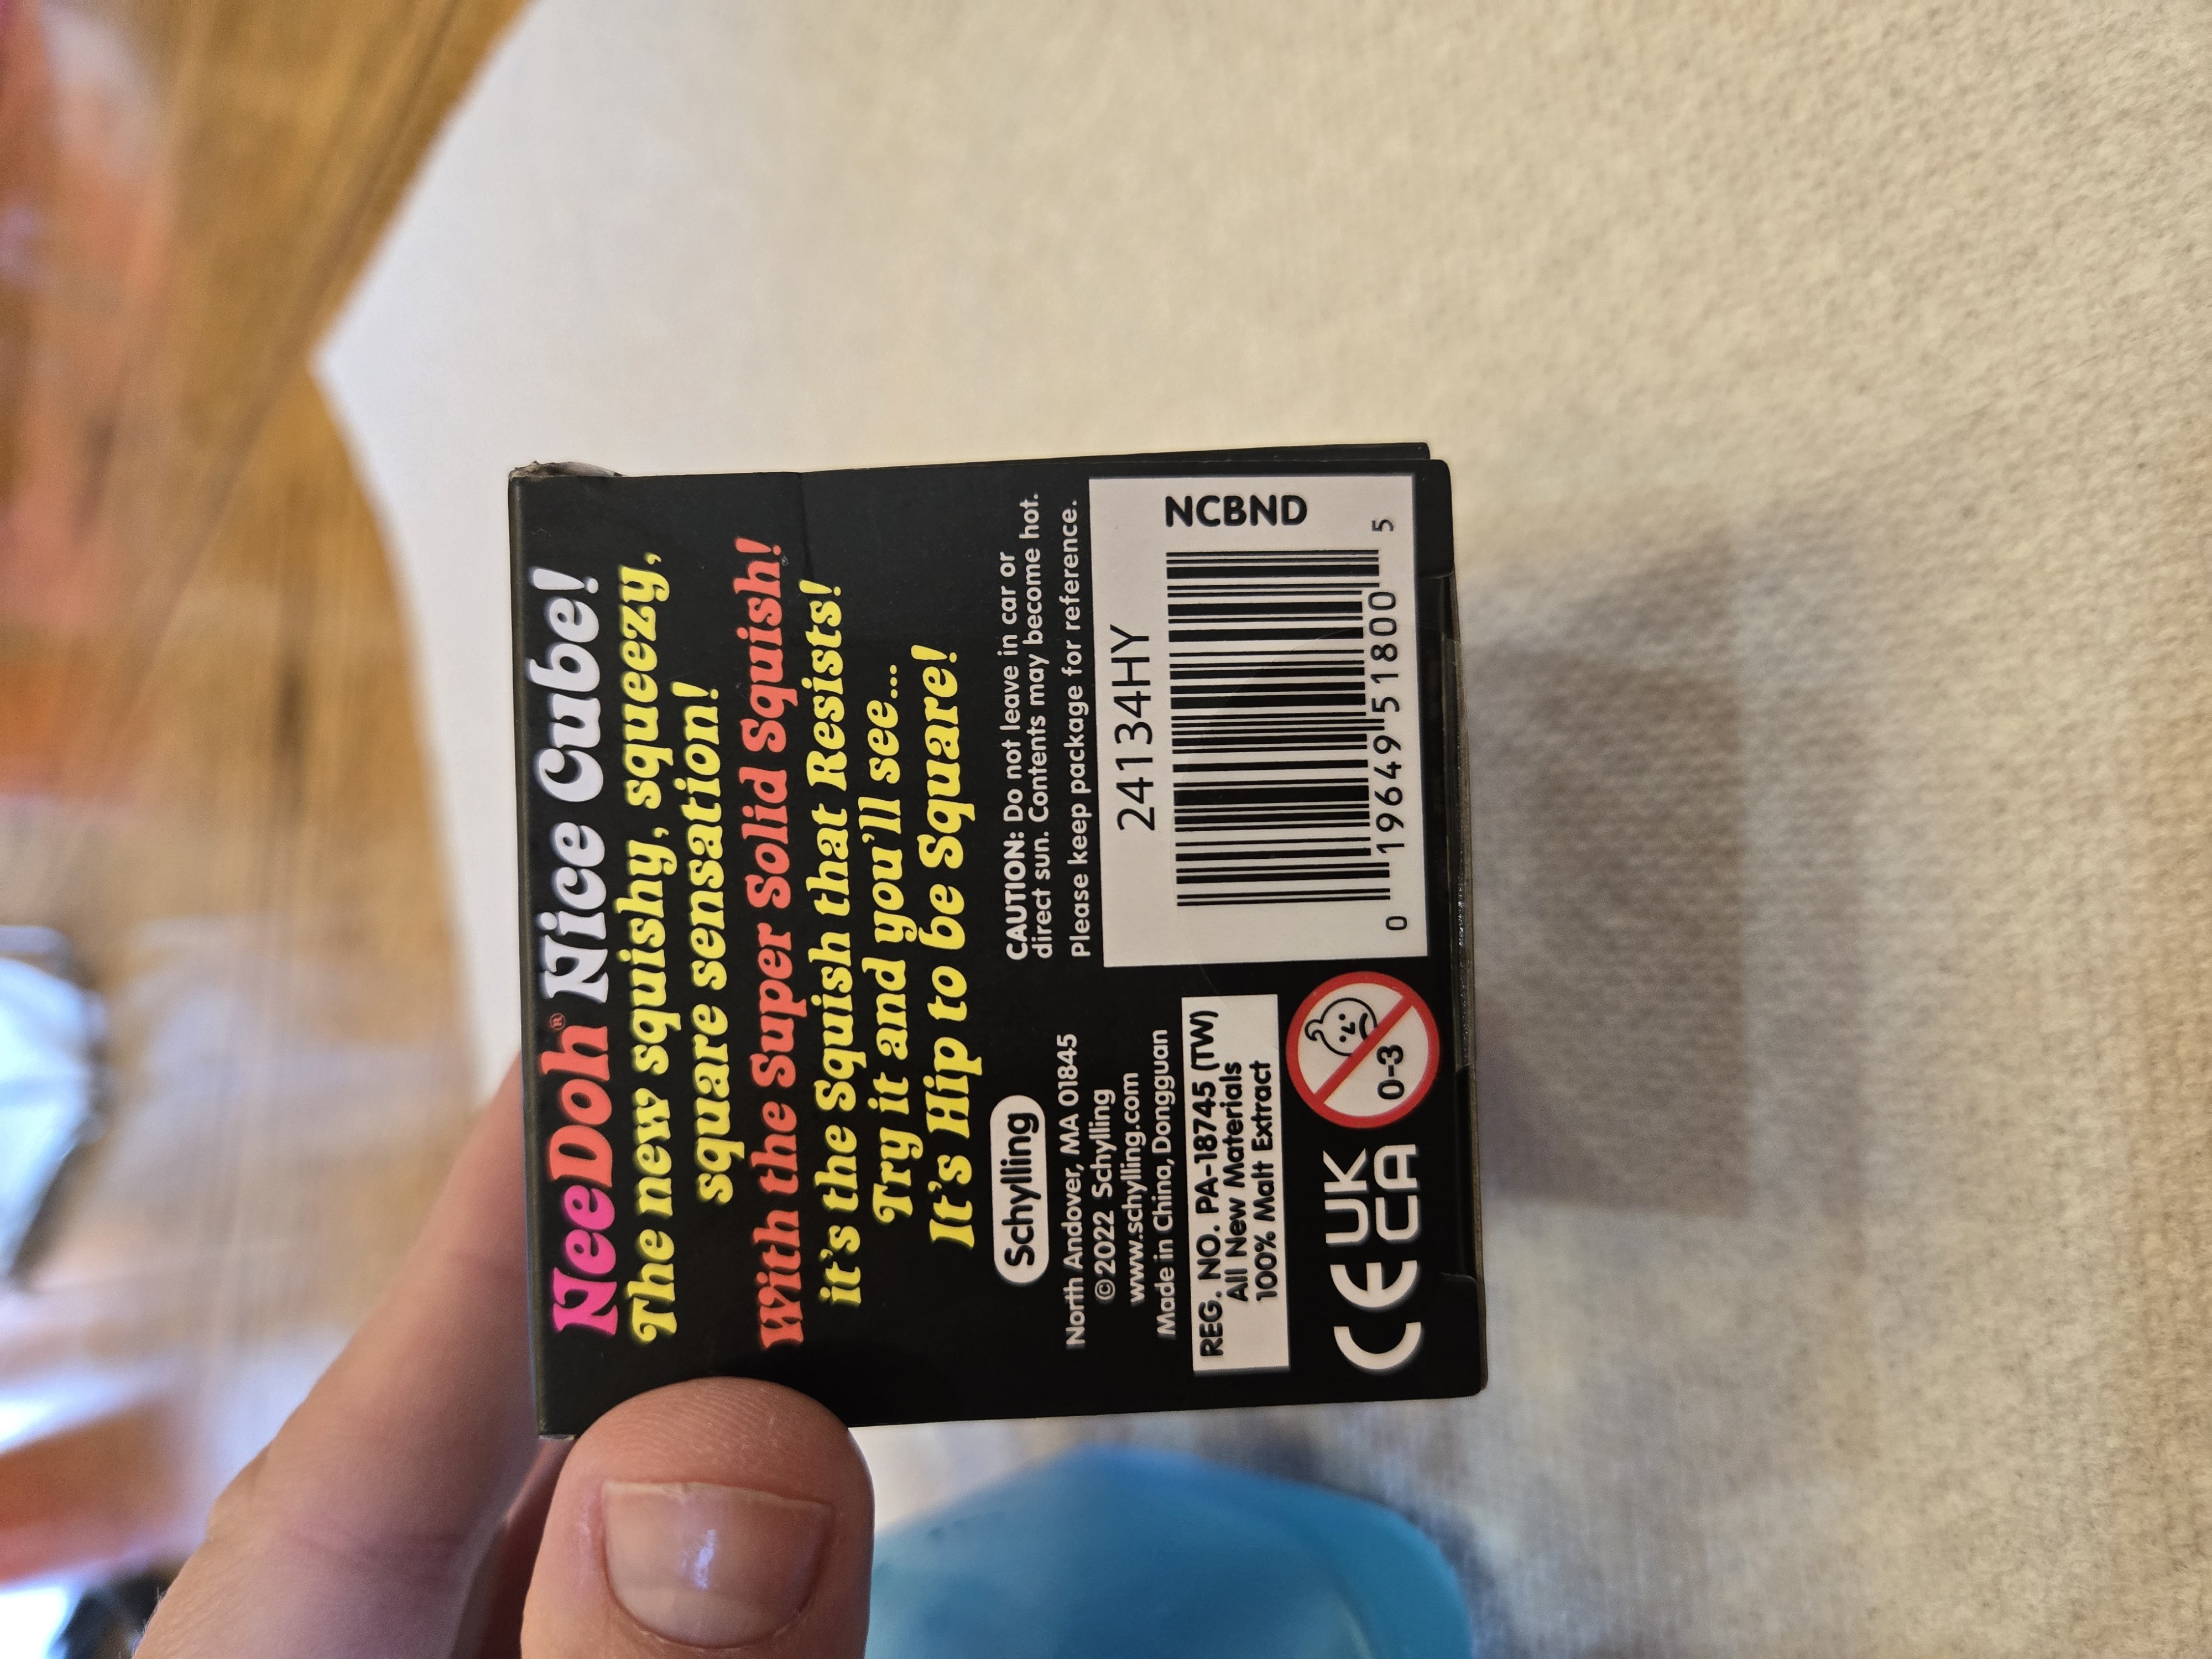 NeeDoh® Nice Cube!
The new squishy, squeezy,
square sensation!
With the Super Solid Squish!
it's the Squish that Resists!
Try it and you'll see...
It's Hip to be Square!
Schylling
North Andover, MA 01845
©2022 Schylling
www.schylling.com
Made in China, Dongguan
REG. NO. PA-18745 (TW)
All New Materials
100% Malt Extract
CE UK
CA
0-3
CAUTION: Do not leave in car or
direct sun. Contents may become hot.
Please keep package for reference.
24134HY
NCBND
0 19649 51800 5